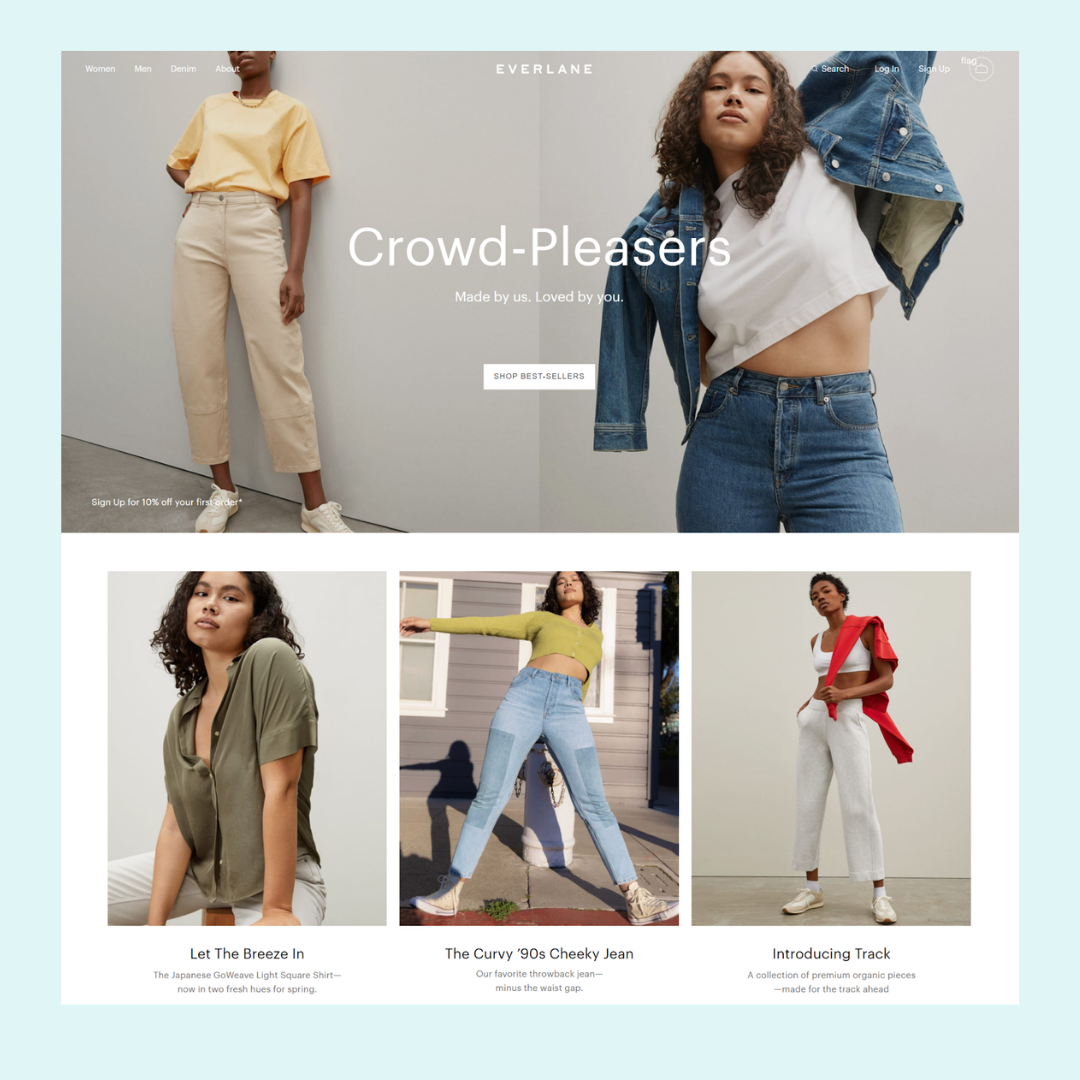 Women Men Denim About
EVERLANE
Search Log In Sign Up flag
Crowd-Pleasers
Made by us. Loved by you.
SHOP BEST-SELLERS
Sign Up for 10% off your first order*
Let The Breeze In
The Japanese GoWeave Light Square Shirt—
now in two fresh hues for spring.
The Curvy ’90s Cheeky Jean
Our favorite throwback jean—
minus the waist gap.
Introducing Track
A collection of premium organic pieces
—made for the track ahead